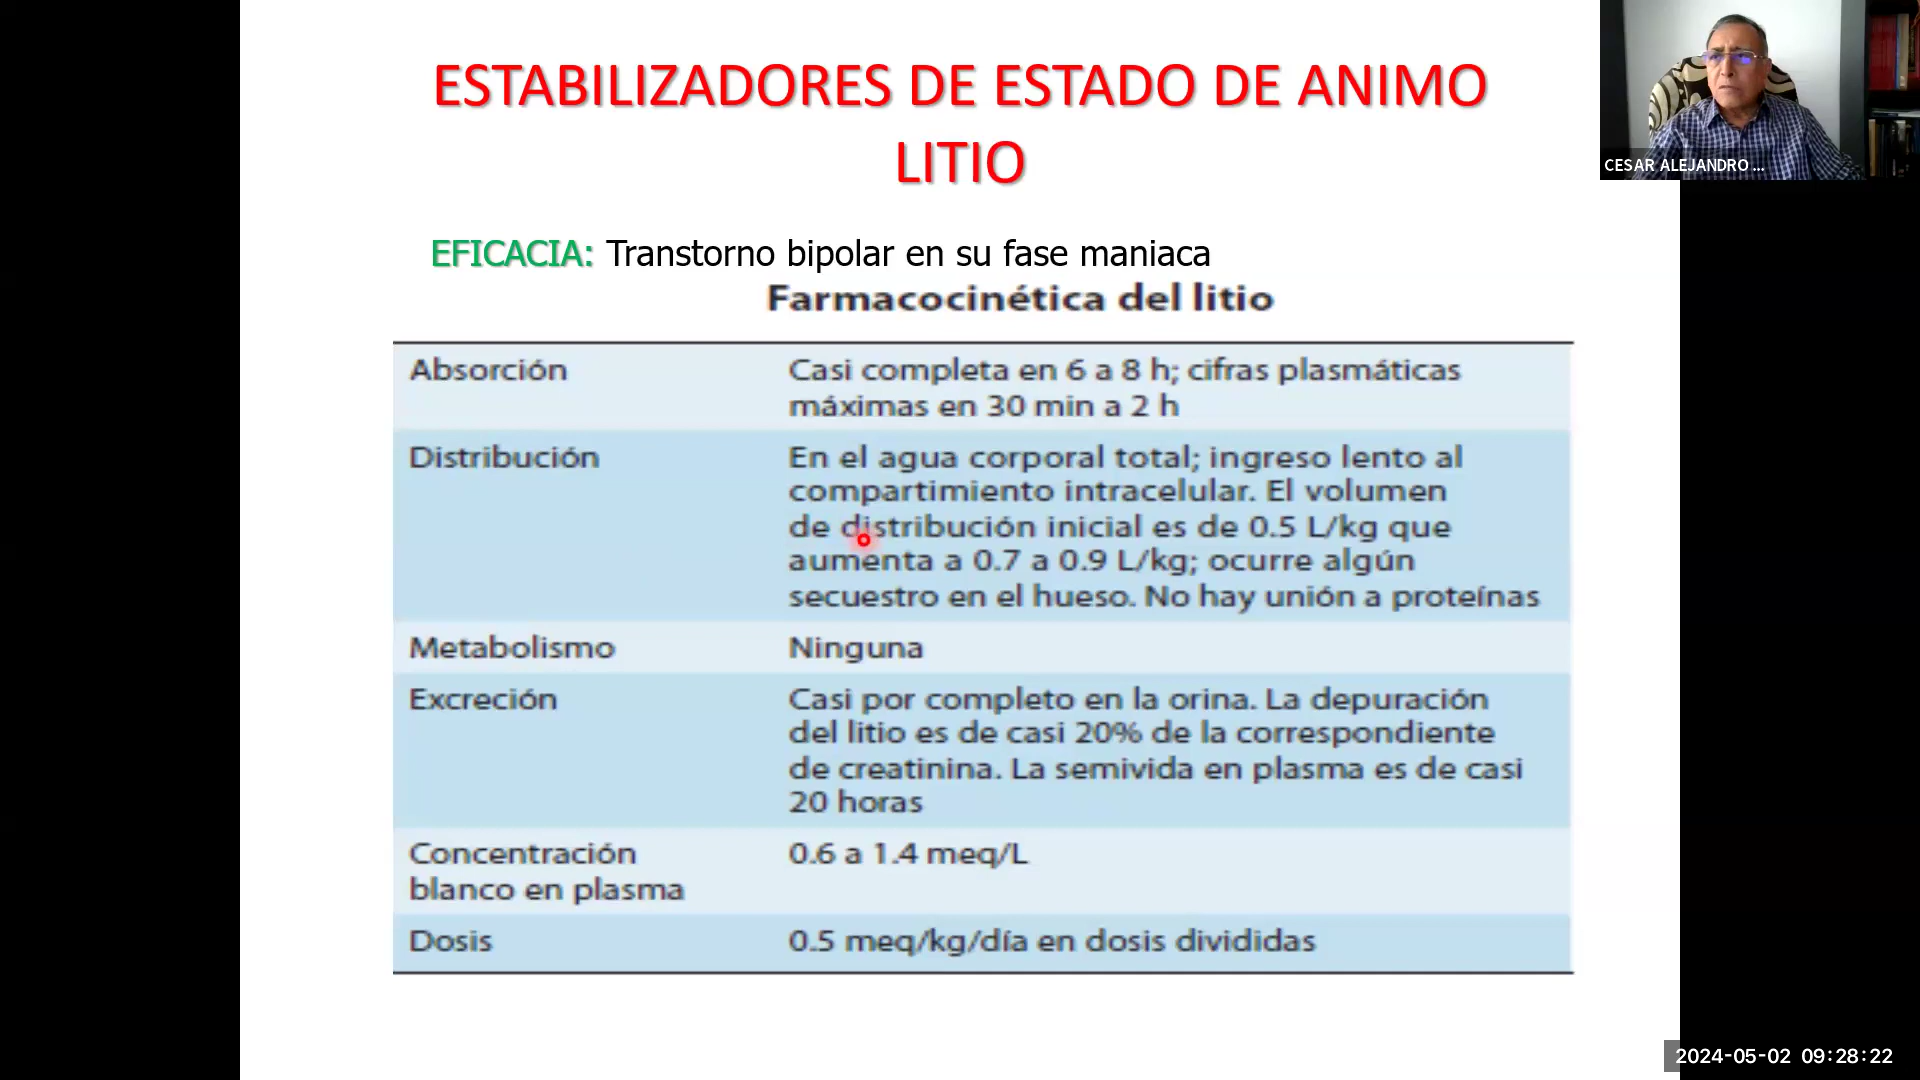 ESTABILIZADORES DE ESTADO DE ANIMO
LITIO
CESAR ALEJANDRO ...
EFICACIA: Transtorno bipolar en su fase maniaca
Farmacocinética del litio
Absorción
Casi completa en 6 a 8 h; cifras plasmáticas
máximas en 30 min a 2 h
Distribución
En el agua corporal total; ingreso lento al
compartimiento intracelular. El volumen
de distribución inicial es de 0.5 L/kg que
aumenta a 0.7 a 0.9 L/kg; ocurre algún
secuestro en el hueso. No hay unión a proteínas
Metabolismo
Ninguna
Excreción
Casi por completo en la orina. La depuración
del litio es de casi 20% de la correspondiente
de creatinina. La semivida en plasma es de casi
20 horas
Concentración
blanco en plasma
0.6 a 1.4 meq/L
Dosis
0.5 meq/kg/día en dosis divididas
2024-05-02 09:28:22